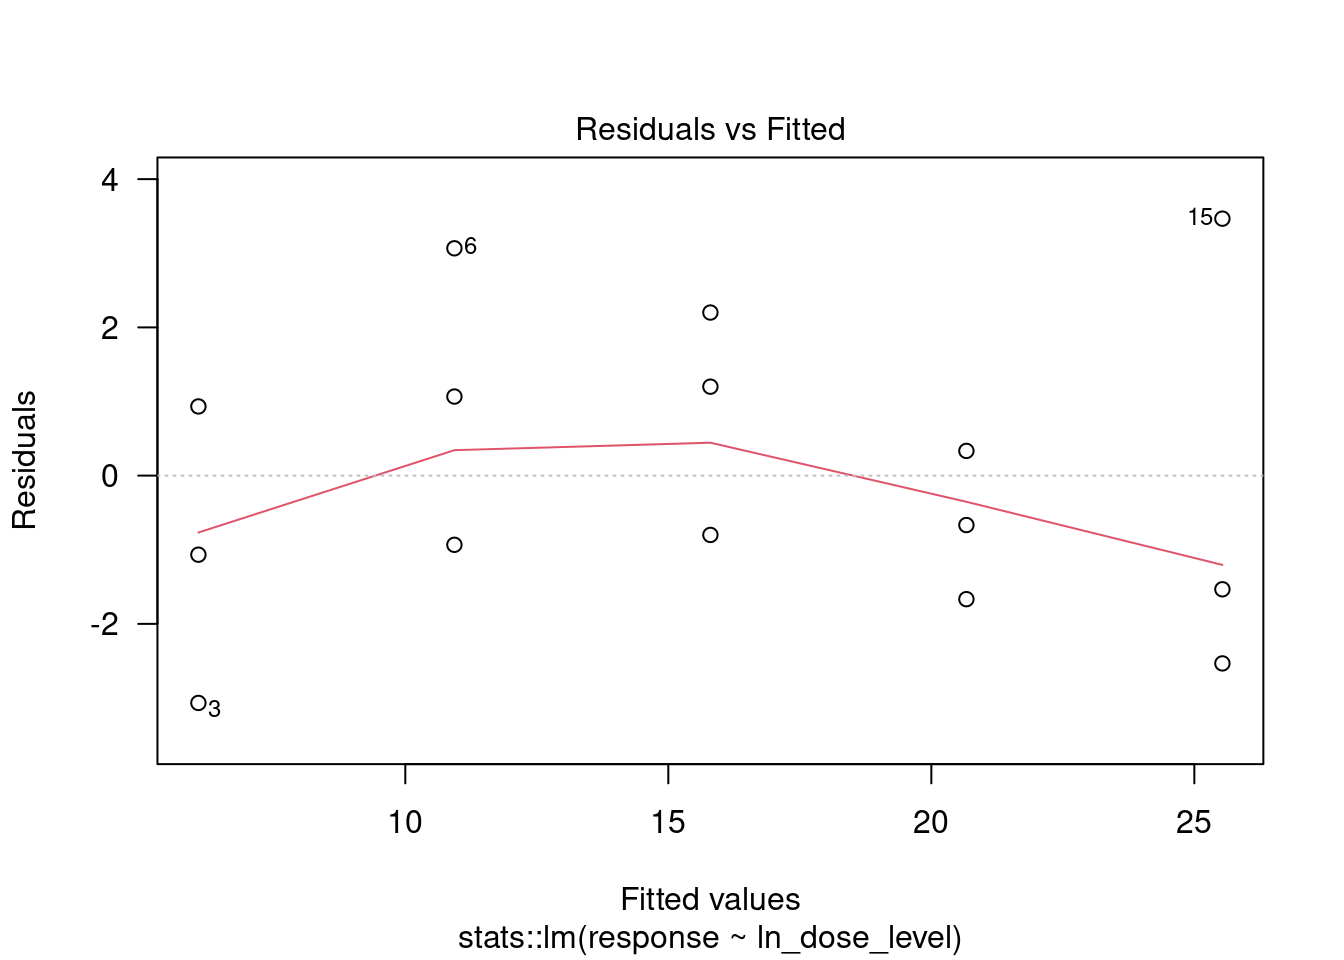 Residuals vs Fitted
4
2
0
-2
Residuals
6
15
3
10 15 20 25
Fitted values
stats::lm(response ~ ln_dose_level)